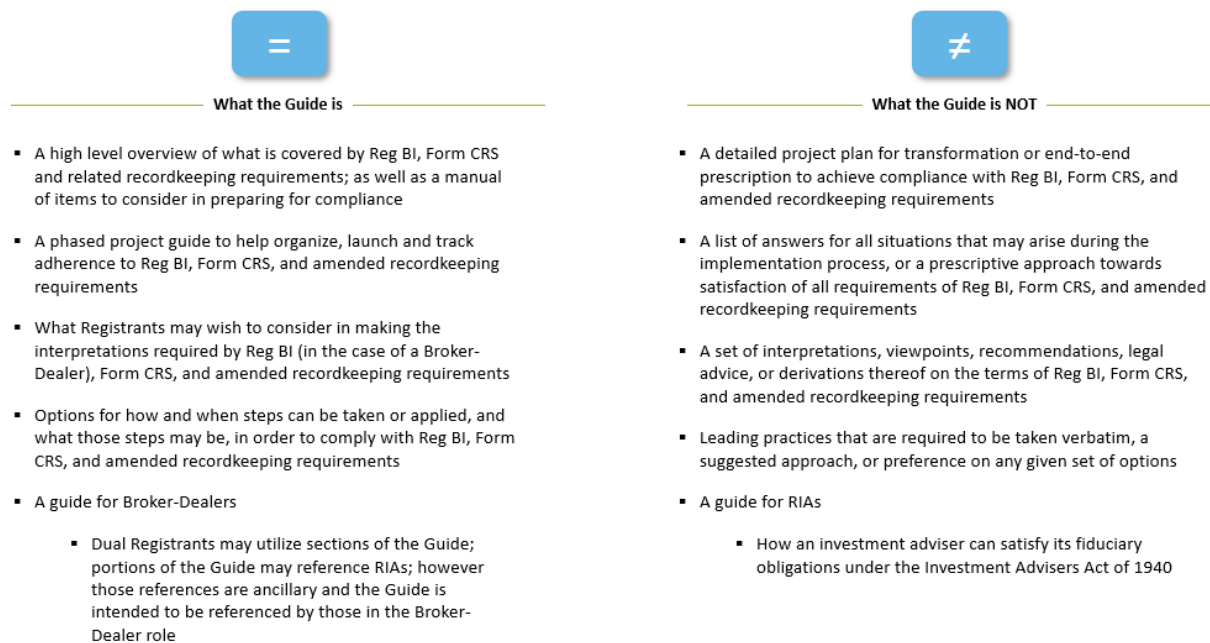 =
What the Guide is
▪ A high level overview of what is covered by Reg BI, Form CRS
and related recordkeeping requirements; as well as a manual
of items to consider in preparing for compliance
▪ A phased project guide to help organize, launch and track
adherence to Reg BI, Form CRS, and amended recordkeeping
requirements
▪ What Registrants may wish to consider in making the
interpretations required by Reg BI (in the case of a Broker-
Dealer), Form CRS, and amended recordkeeping requirements
▪ Options for how and when steps can be taken or applied, and
what those steps may be, in order to comply with Reg BI, Form
CRS, and amended recordkeeping requirements
▪ A guide for Broker-Dealers
▪ Dual Registrants may utilize sections of the Guide;
portions of the Guide may reference RIAs; however
those references are ancillary and the Guide is
intended to be referenced by those in the Broker-
Dealer role
≠
What the Guide is NOT
▪ A detailed project plan for transformation or end-to-end
prescription to achieve compliance with Reg BI, Form CRS, and
amended recordkeeping requirements
▪ A list of answers for all situations that may arise during the
implementation process, or a prescriptive approach towards
satisfaction of all requirements of Reg BI, Form CRS, and amended
recordkeeping requirements
▪ A set of interpretations, viewpoints, recommendations, legal
advice, or derivations thereof on the terms of Reg BI, Form CRS,
and amended recordkeeping requirements
▪ Leading practices that are required to be taken verbatim, a
suggested approach, or preference on any given set of options
▪ A guide for RIAs
▪ How an investment adviser can satisfy its fiduciary
obligations under the Investment Advisers Act of 1940